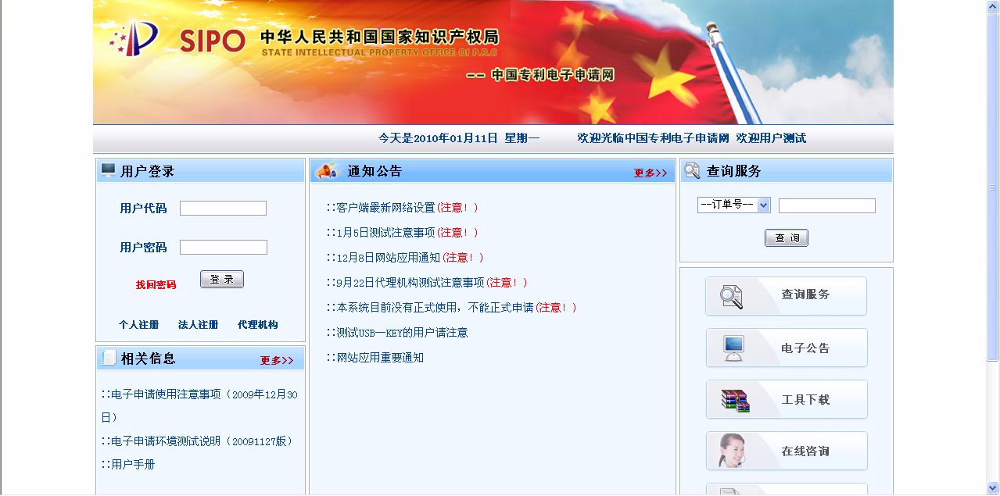 SIPO 中华人民共和国国家知识产权局
STATE INTELLECTUAL PROPERTY OFFICE OF P.R.C
-- 中国专利电子申请网
今天是2010年01月11日 星期一 欢迎光临中国专利电子申请网 欢迎用户测试
用户登录
用户代码
用户密码
找回密码 登 录
个人注册 法人注册 代理机构
相关信息 更多>>
::电子申请使用注意事项（2009年12月30
日）
::电子申请环境测试说明（20091127版）
::用户手册
通知公告 更多>>
::客户端最新网络设置(注意！)
::1月5日测试注意事项(注意！)
::12月8日网站应用通知(注意！)
::9月22日代理机构测试注意事项(注意！)
::本系统目前没有正式使用，不能正式申请(注意！)
::测试USB—KEY的用户请注意
::网站应用重要通知
查询服务
--订单号--
查 询
查询服务
电子公告
工具下载
在线咨询